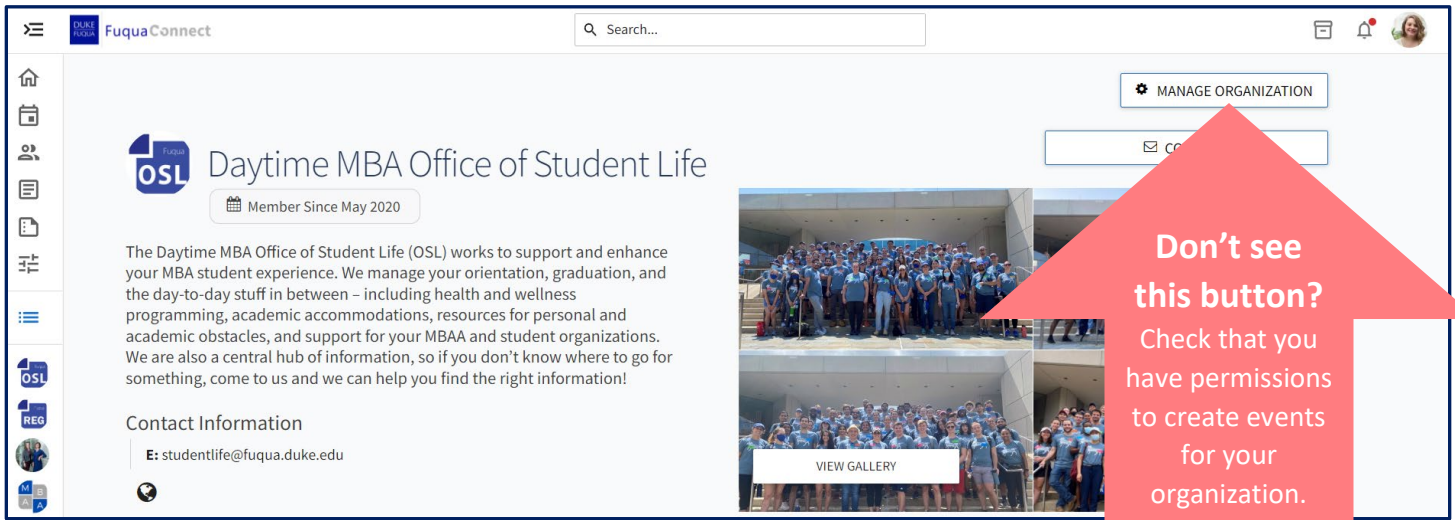 DUKE
FUQUA
FuquaConnect
Search...
MANAGE ORGANIZATION
Fuqua
OSL
Daytime MBA Office of Student Life
Member Since May 2020
The Daytime MBA Office of Student Life (OSL) works to support and enhance
your MBA student experience. We manage your orientation, graduation, and
the day-to-day stuff in between – including health and wellness
programming, academic accommodations, resources for personal and
academic obstacles, and support for your MBAA and student organizations.
We are also a central hub of information, so if you don't know where to go for
something, come to us and we can help you find the right information!
Contact Information
E: studentlife@fuqua.duke.edu
VIEW GALLERY
Don't see
this button?
Check that you
have permissions
to create events
for your
organization.
OSL
REG
M B
A A